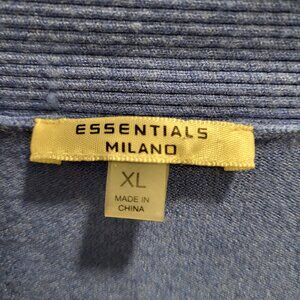 ESSENTIALS
MILANO
XL
MADE IN
CHINA